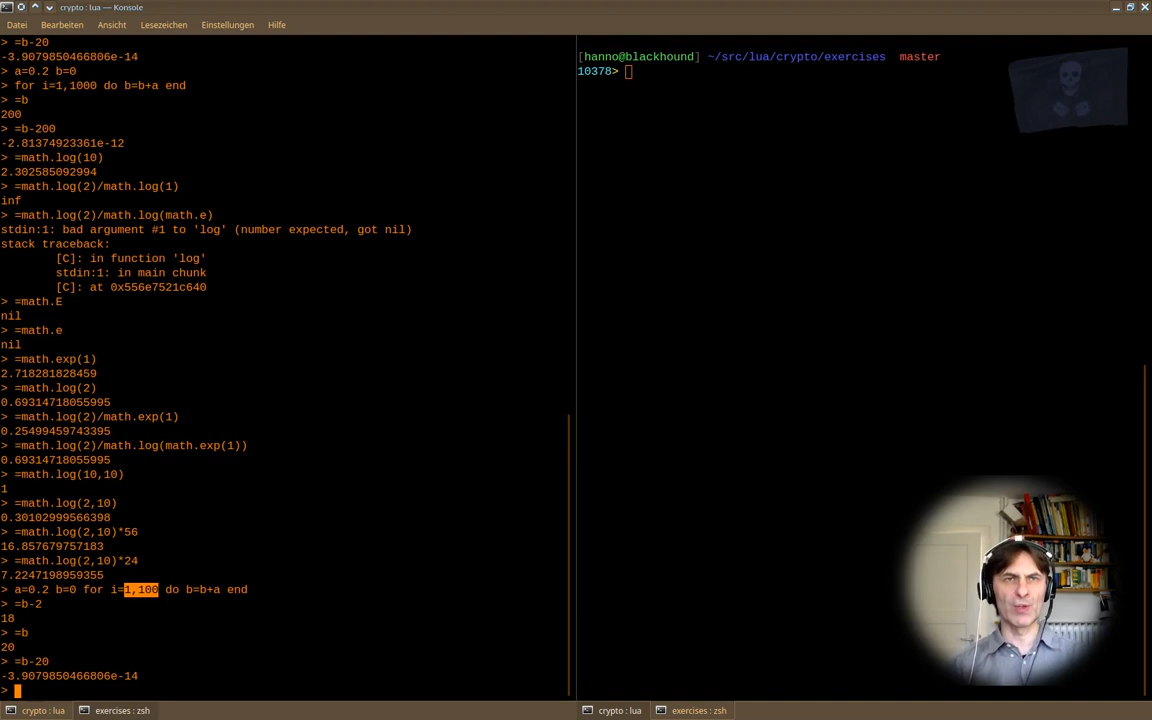 crypto : lua — Konsole
Datei Bearbeiten Ansicht Lesezeichen Einstellungen Hilfe
> =b-20
-3.9079850466806e-14
> a=0.2 b=0
> for i=1,1000 do b=b+a end
> =b
200
> =b-200
-2.81374923361e-12
> =math.log(10)
2.302585092994
> =math.log(2)/math.log(1)
inf
> =math.log(2)/math.log(math.e)
stdin:1: bad argument #1 to 'log' (number expected, got nil)
stack traceback:
        [C]: in function 'log'
        stdin:1: in main chunk
        [C]: at 0x556e7521c640
> =math.E
nil
> =math.e
nil
> =math.exp(1)
2.718281828459
> =math.log(2)
0.69314718055995
> =math.log(2)/math.exp(1)
0.25499459743395
> =math.log(2)/math.log(math.exp(1))
0.69314718055995
> =math.log(10,10)
1
> =math.log(2,10)
0.30102999566398
> =math.log(2,10)*56
16.857679757183
> =math.log(2,10)*24
7.2247198959355
> a=0.2 b=0 for i=1,100 do b=b+a end
> =b-2
18
> =b
20
> =b-20
-3.9079850466806e-14
>
[hanno@blackhound] ~/src/lua/crypto/exercises  master
10378>
crypto : lua exercises : zsh
crypto : lua exercises : zsh